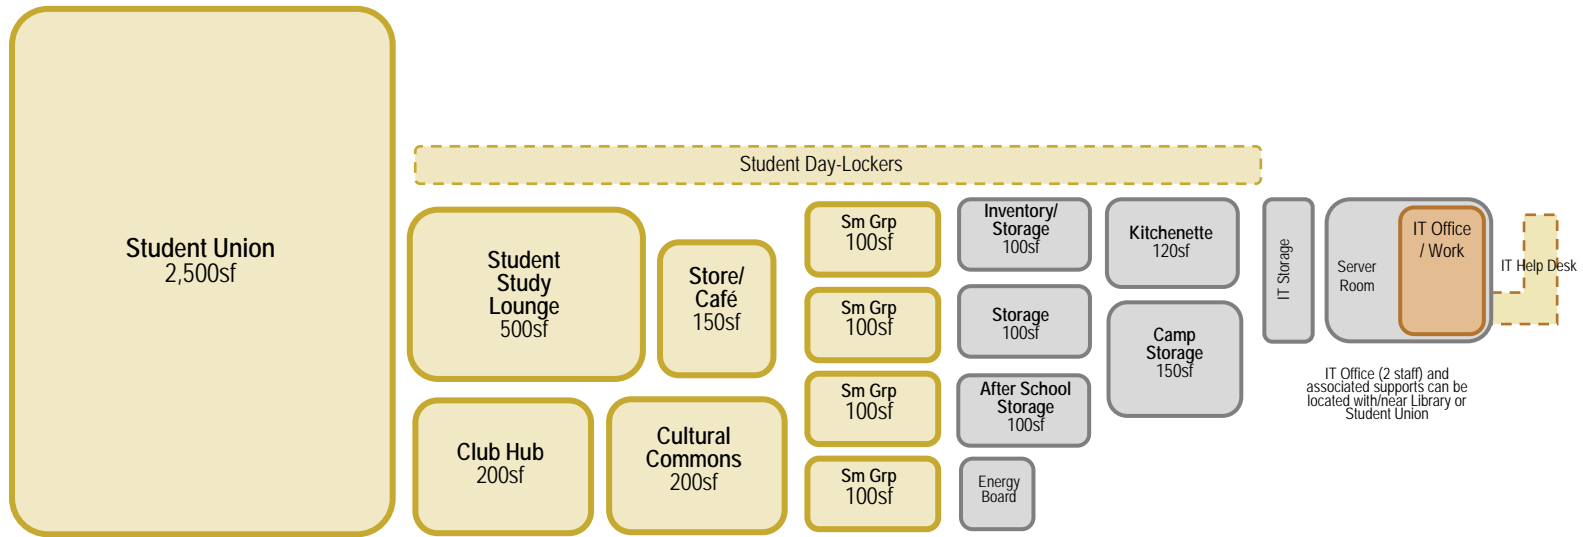 Student Union
2,500sf
Student Day-Lockers
Student
Study
Lounge
500sf
Store/
Café
150sf
Club Hub
200sf
Cultural
Commons
200sf
Sm Grp
100sf
Sm Grp
100sf
Sm Grp
100sf
Sm Grp
100sf
Inventory/
Storage
100sf
Storage
100sf
After School
Storage
100sf
Energy
Board
Kitchenette
120sf
Camp
Storage
150sf
IT Storage
Server
Room
IT Office
/ Work
IT Help Desk
IT Office (2 staff) and
associated supports can be
located with/near Library or
Student Union